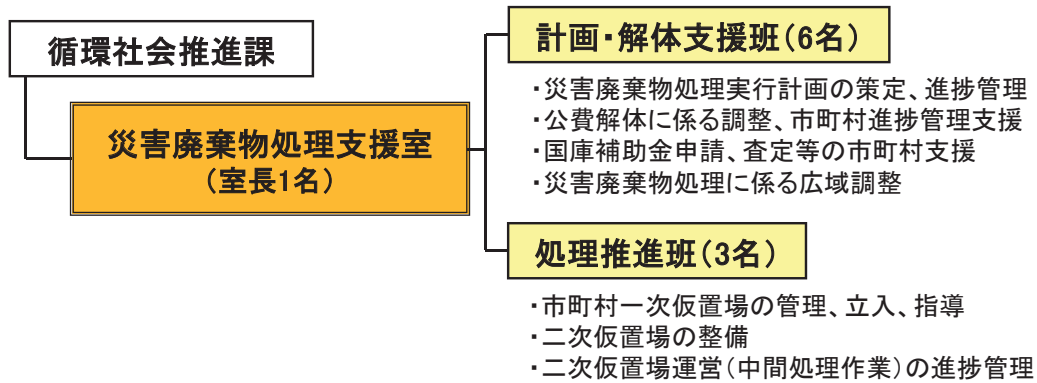 循環社会推進課
災害廃棄物処理支援室
(室長1名)
計画・解体支援班(6名)
・災害廃棄物処理実行計画の策定、進捗管理
・公費解体に係る調整、市町村進捗管理支援
・国庫補助金申請、査定等の市町村支援
・災害廃棄物処理に係る広域調整
処理推進班(3名)
・市町村一次仮置場の管理、立入、指導
・二次仮置場の整備
・二次仮置場運営(中間処理作業)の進捗管理